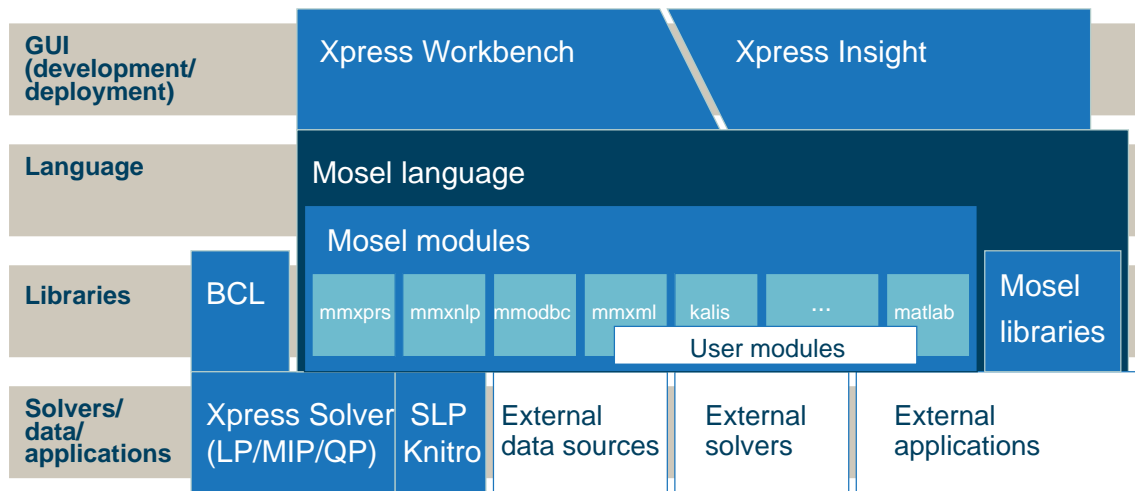 GUI
(development/
deployment)
Xpress Workbench
Xpress Insight
Language
Mosel language
Mosel modules
Libraries
BCL
mmxprs
mmxnlp
mmodbc
mmxml
kalis
...
matlab
User modules
Mosel
libraries
Solvers/
data/
applications
Xpress Solver
(LP/MIP/QP)
SLP
Knitro
External
data sources
External
solvers
External
applications